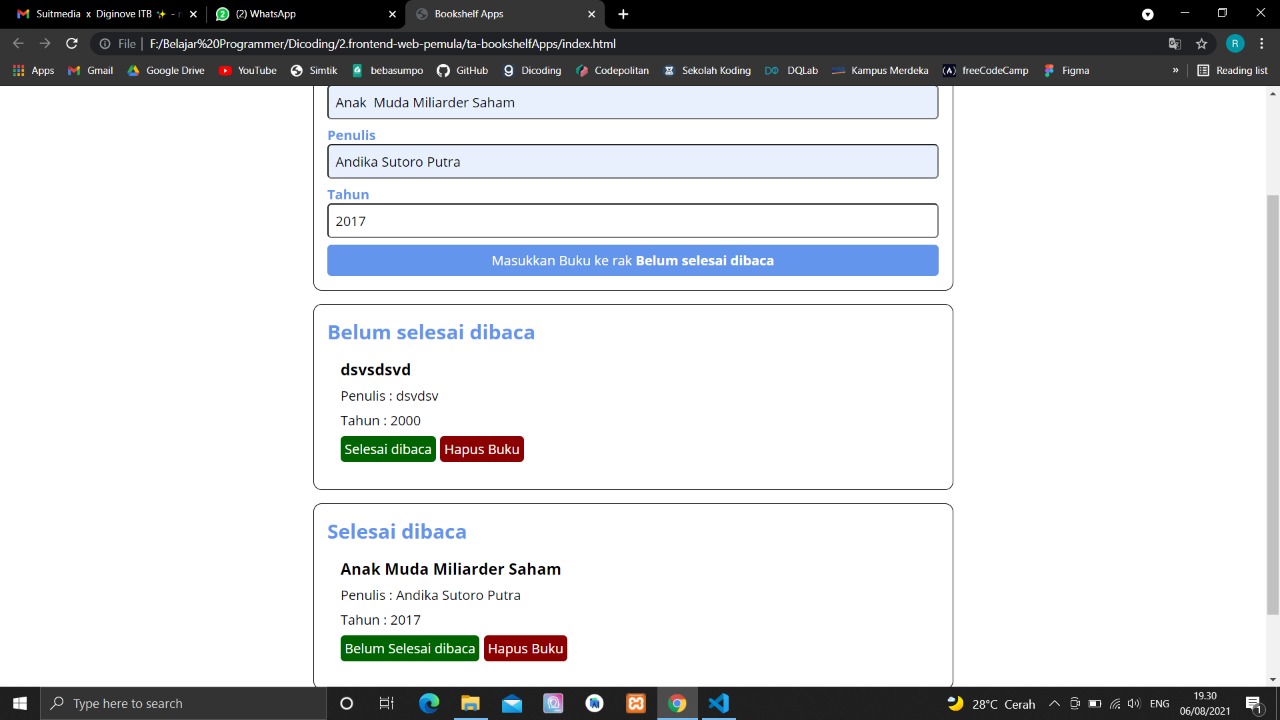 Suitmedia x Diginove ITB ✨ -
(2) WhatsApp
Bookshelf Apps
File | F:/Belajar%20Programmer/Dicoding/2.frontend-web-pemula/ta-bookshelfApps/index.html
R
Apps Gmail Google Drive YouTube Simtik bebasumpo GitHub Dicoding Codepolitan Sekolah Koding DQLab Kampus Merdeka freeCodeCamp Figma » Reading list
Anak  Muda Miliarder Saham
Penulis
Andika Sutoro Putra
Tahun
2017
Masukkan Buku ke rak Belum selesai dibaca
Belum selesai dibaca
dsvsdsvd
Penulis : dsvdsv
Tahun : 2000
Selesai dibaca Hapus Buku
Selesai dibaca
Anak Muda Miliarder Saham
Penulis : Andika Sutoro Putra
Tahun : 2017
Belum Selesai dibaca Hapus Buku
Type here to search
28°C Cerah
ENG
19.30
06/08/2021
1